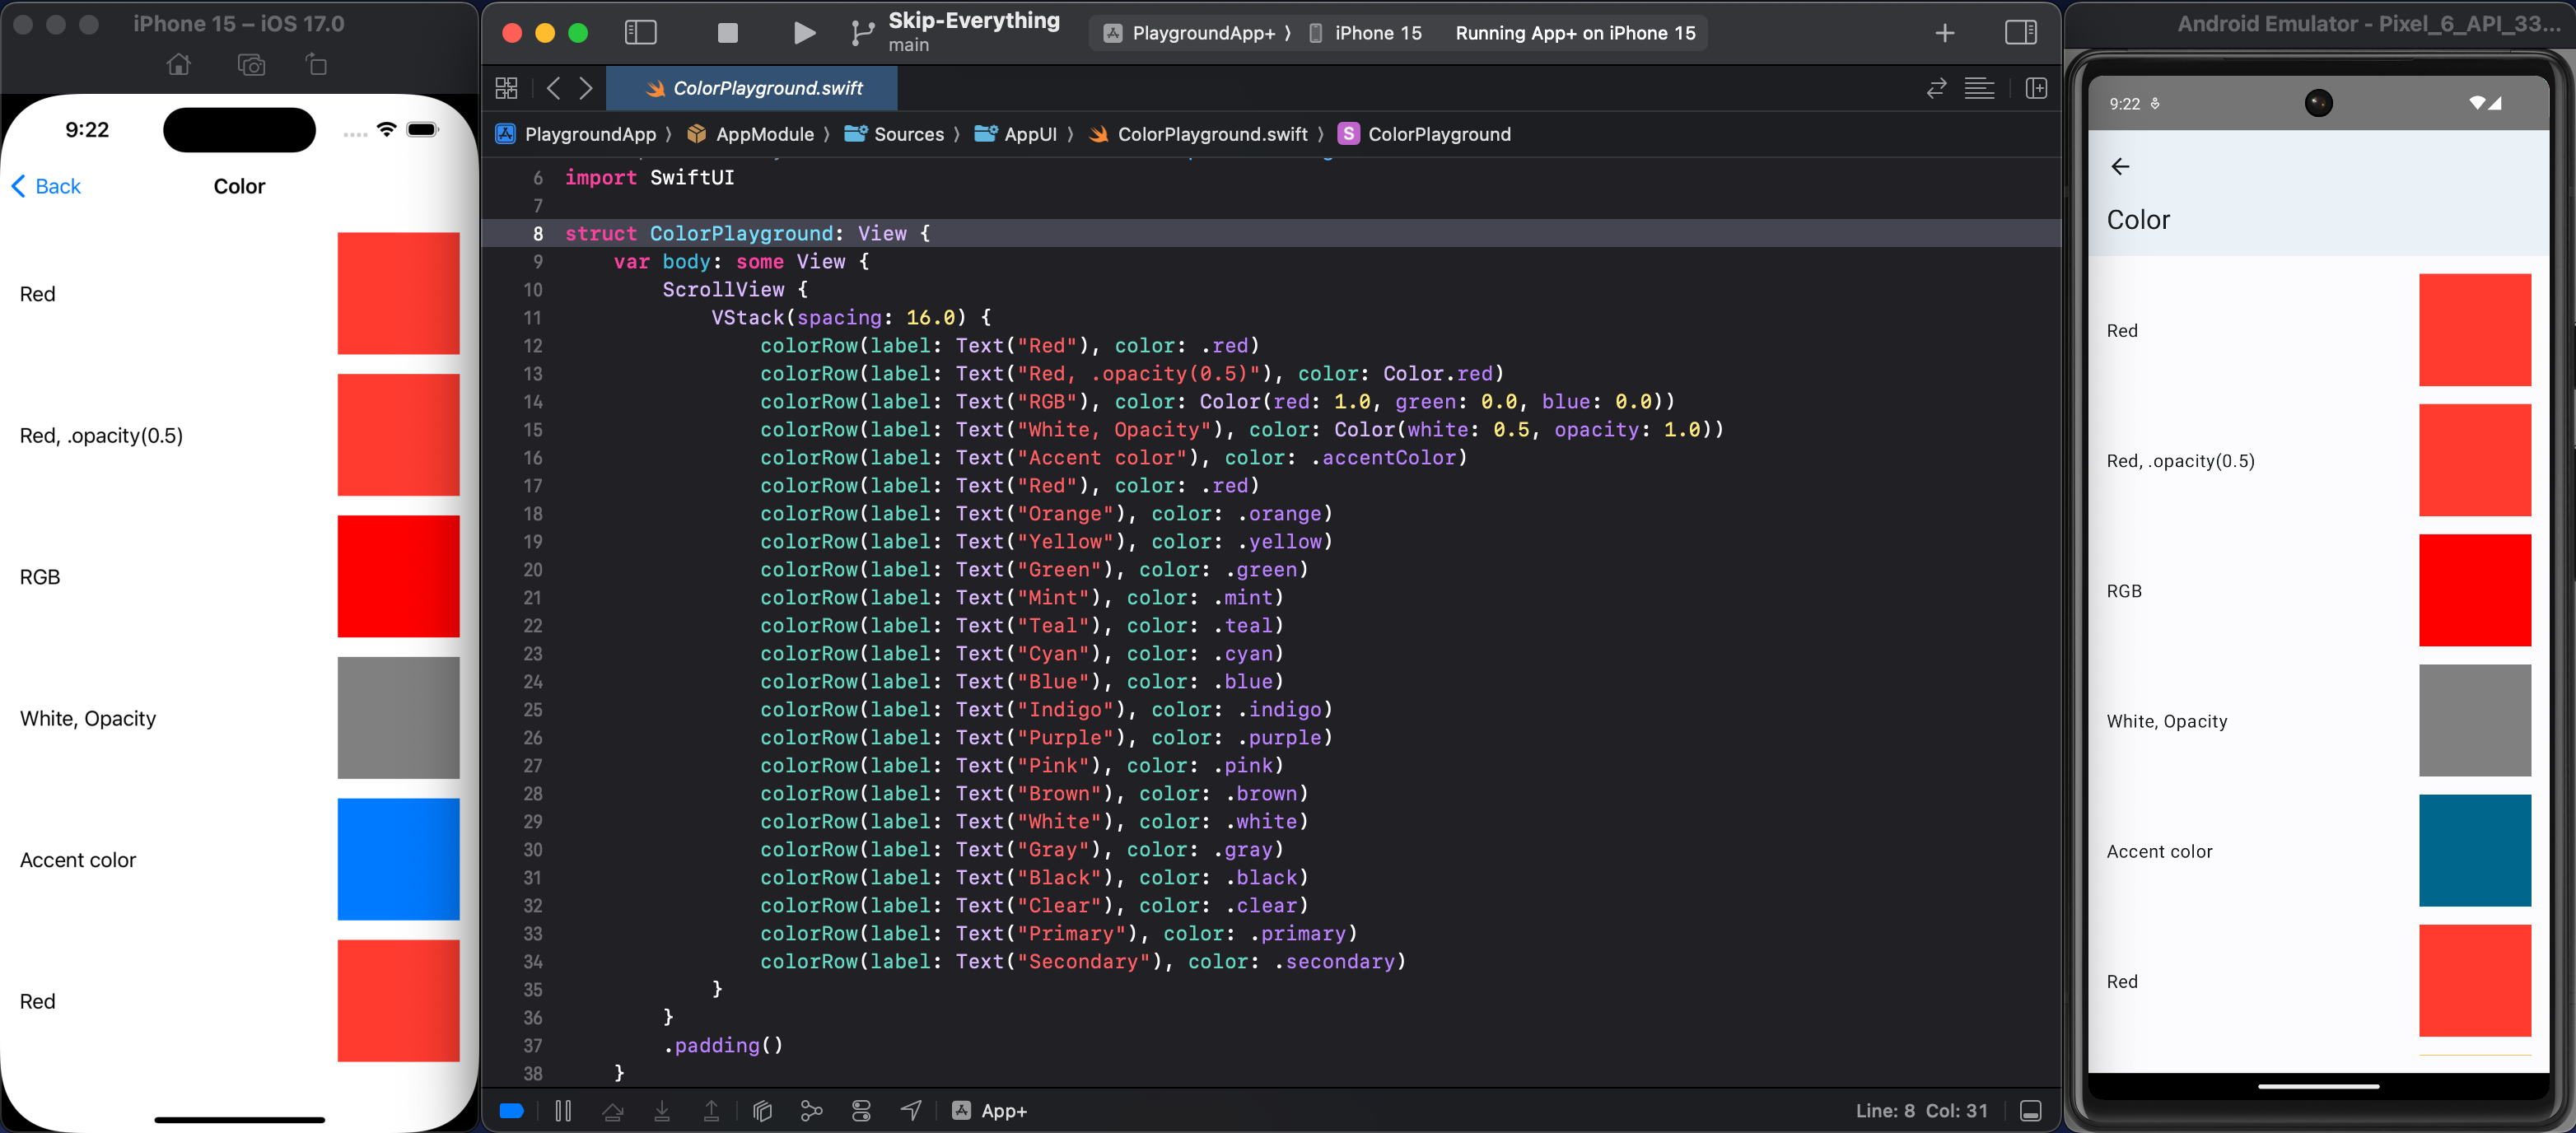 iPhone 15 – iOS 17.0
9:22
Back
Color
Red
Red, .opacity(0.5)
RGB
White, Opacity
Accent color
Red
Skip-Everything
main
PlaygroundApp+ ⟩ iPhone 15
Running App+ on iPhone 15
ColorPlayground.swift
PlaygroundApp ⟩ AppModule ⟩ Sources ⟩ AppUI ⟩ ColorPlayground.swift ⟩ S ColorPlayground
6 import SwiftUI
7
8 struct ColorPlayground: View {
9     var body: some View {
10         ScrollView {
11             VStack(spacing: 16.0) {
12                 colorRow(label: Text("Red"), color: .red)
13                 colorRow(label: Text("Red, .opacity(0.5)"), color: Color.red)
14                 colorRow(label: Text("RGB"), color: Color(red: 1.0, green: 0.0, blue: 0.0))
15                 colorRow(label: Text("White, Opacity"), color: Color(white: 0.5, opacity: 1.0))
16                 colorRow(label: Text("Accent color"), color: .accentColor)
17                 colorRow(label: Text("Red"), color: .red)
18                 colorRow(label: Text("Orange"), color: .orange)
19                 colorRow(label: Text("Yellow"), color: .yellow)
20                 colorRow(label: Text("Green"), color: .green)
21                 colorRow(label: Text("Mint"), color: .mint)
22                 colorRow(label: Text("Teal"), color: .teal)
23                 colorRow(label: Text("Cyan"), color: .cyan)
24                 colorRow(label: Text("Blue"), color: .blue)
25                 colorRow(label: Text("Indigo"), color: .indigo)
26                 colorRow(label: Text("Purple"), color: .purple)
27                 colorRow(label: Text("Pink"), color: .pink)
28                 colorRow(label: Text("Brown"), color: .brown)
29                 colorRow(label: Text("White"), color: .white)
30                 colorRow(label: Text("Gray"), color: .gray)
31                 colorRow(label: Text("Black"), color: .black)
32                 colorRow(label: Text("Clear"), color: .clear)
33                 colorRow(label: Text("Primary"), color: .primary)
34                 colorRow(label: Text("Secondary"), color: .secondary)
35             }
36         }
37         .padding()
38     }
App+
Line: 8 Col: 31
Android Emulator - Pixel_6_API_33...
9:22
Color
Red
Red, .opacity(0.5)
RGB
White, Opacity
Accent color
Red